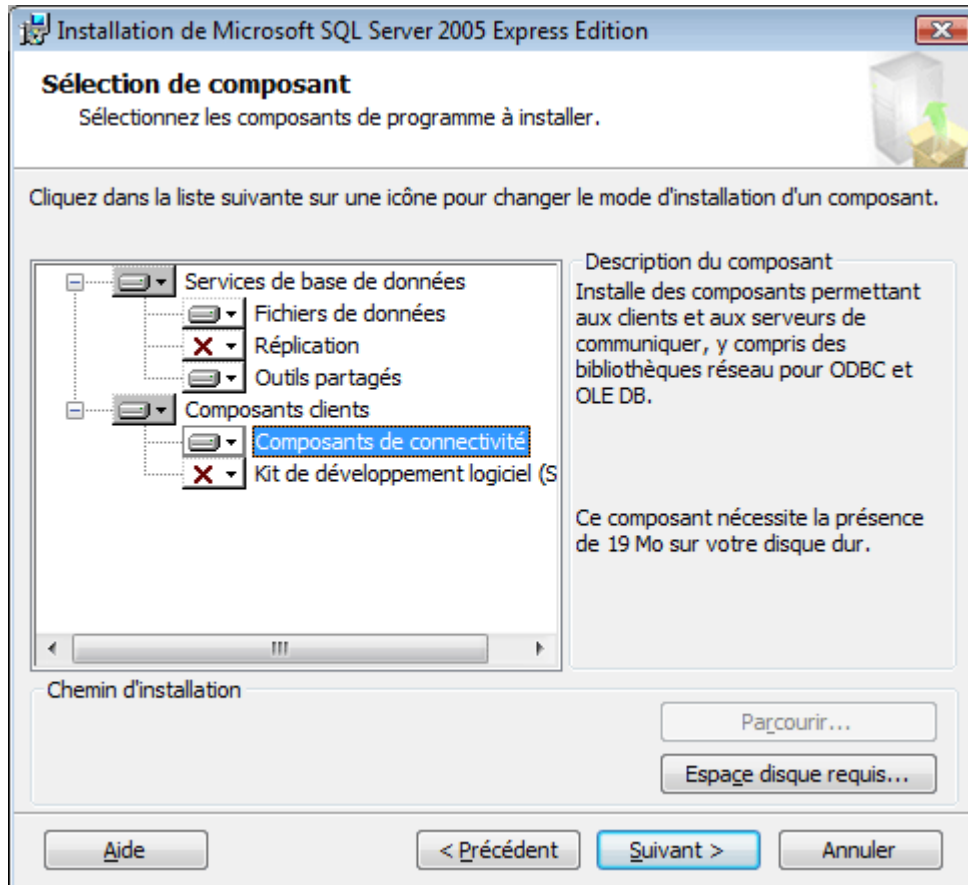 Installation de Microsoft SQL Server 2005 Express Edition
Sélection de composant
Sélectionnez les composants de programme à installer.
Cliquez dans la liste suivante sur une icône pour changer le mode d'installation d'un composant.
Services de base de données
Fichiers de données
Réplication
Outils partagés
Composants clients
Composants de connectivité
Kit de développement logiciel (S
Description du composant
Installe des composants permettant
aux clients et aux serveurs de
communiquer, y compris des
bibliothèques réseau pour ODBC et
OLE DB.
Ce composant nécessite la présence
de 19 Mo sur votre disque dur.
Chemin d'installation
Parcourir...
Espace disque requis...
Aide
< Précédent
Suivant >
Annuler